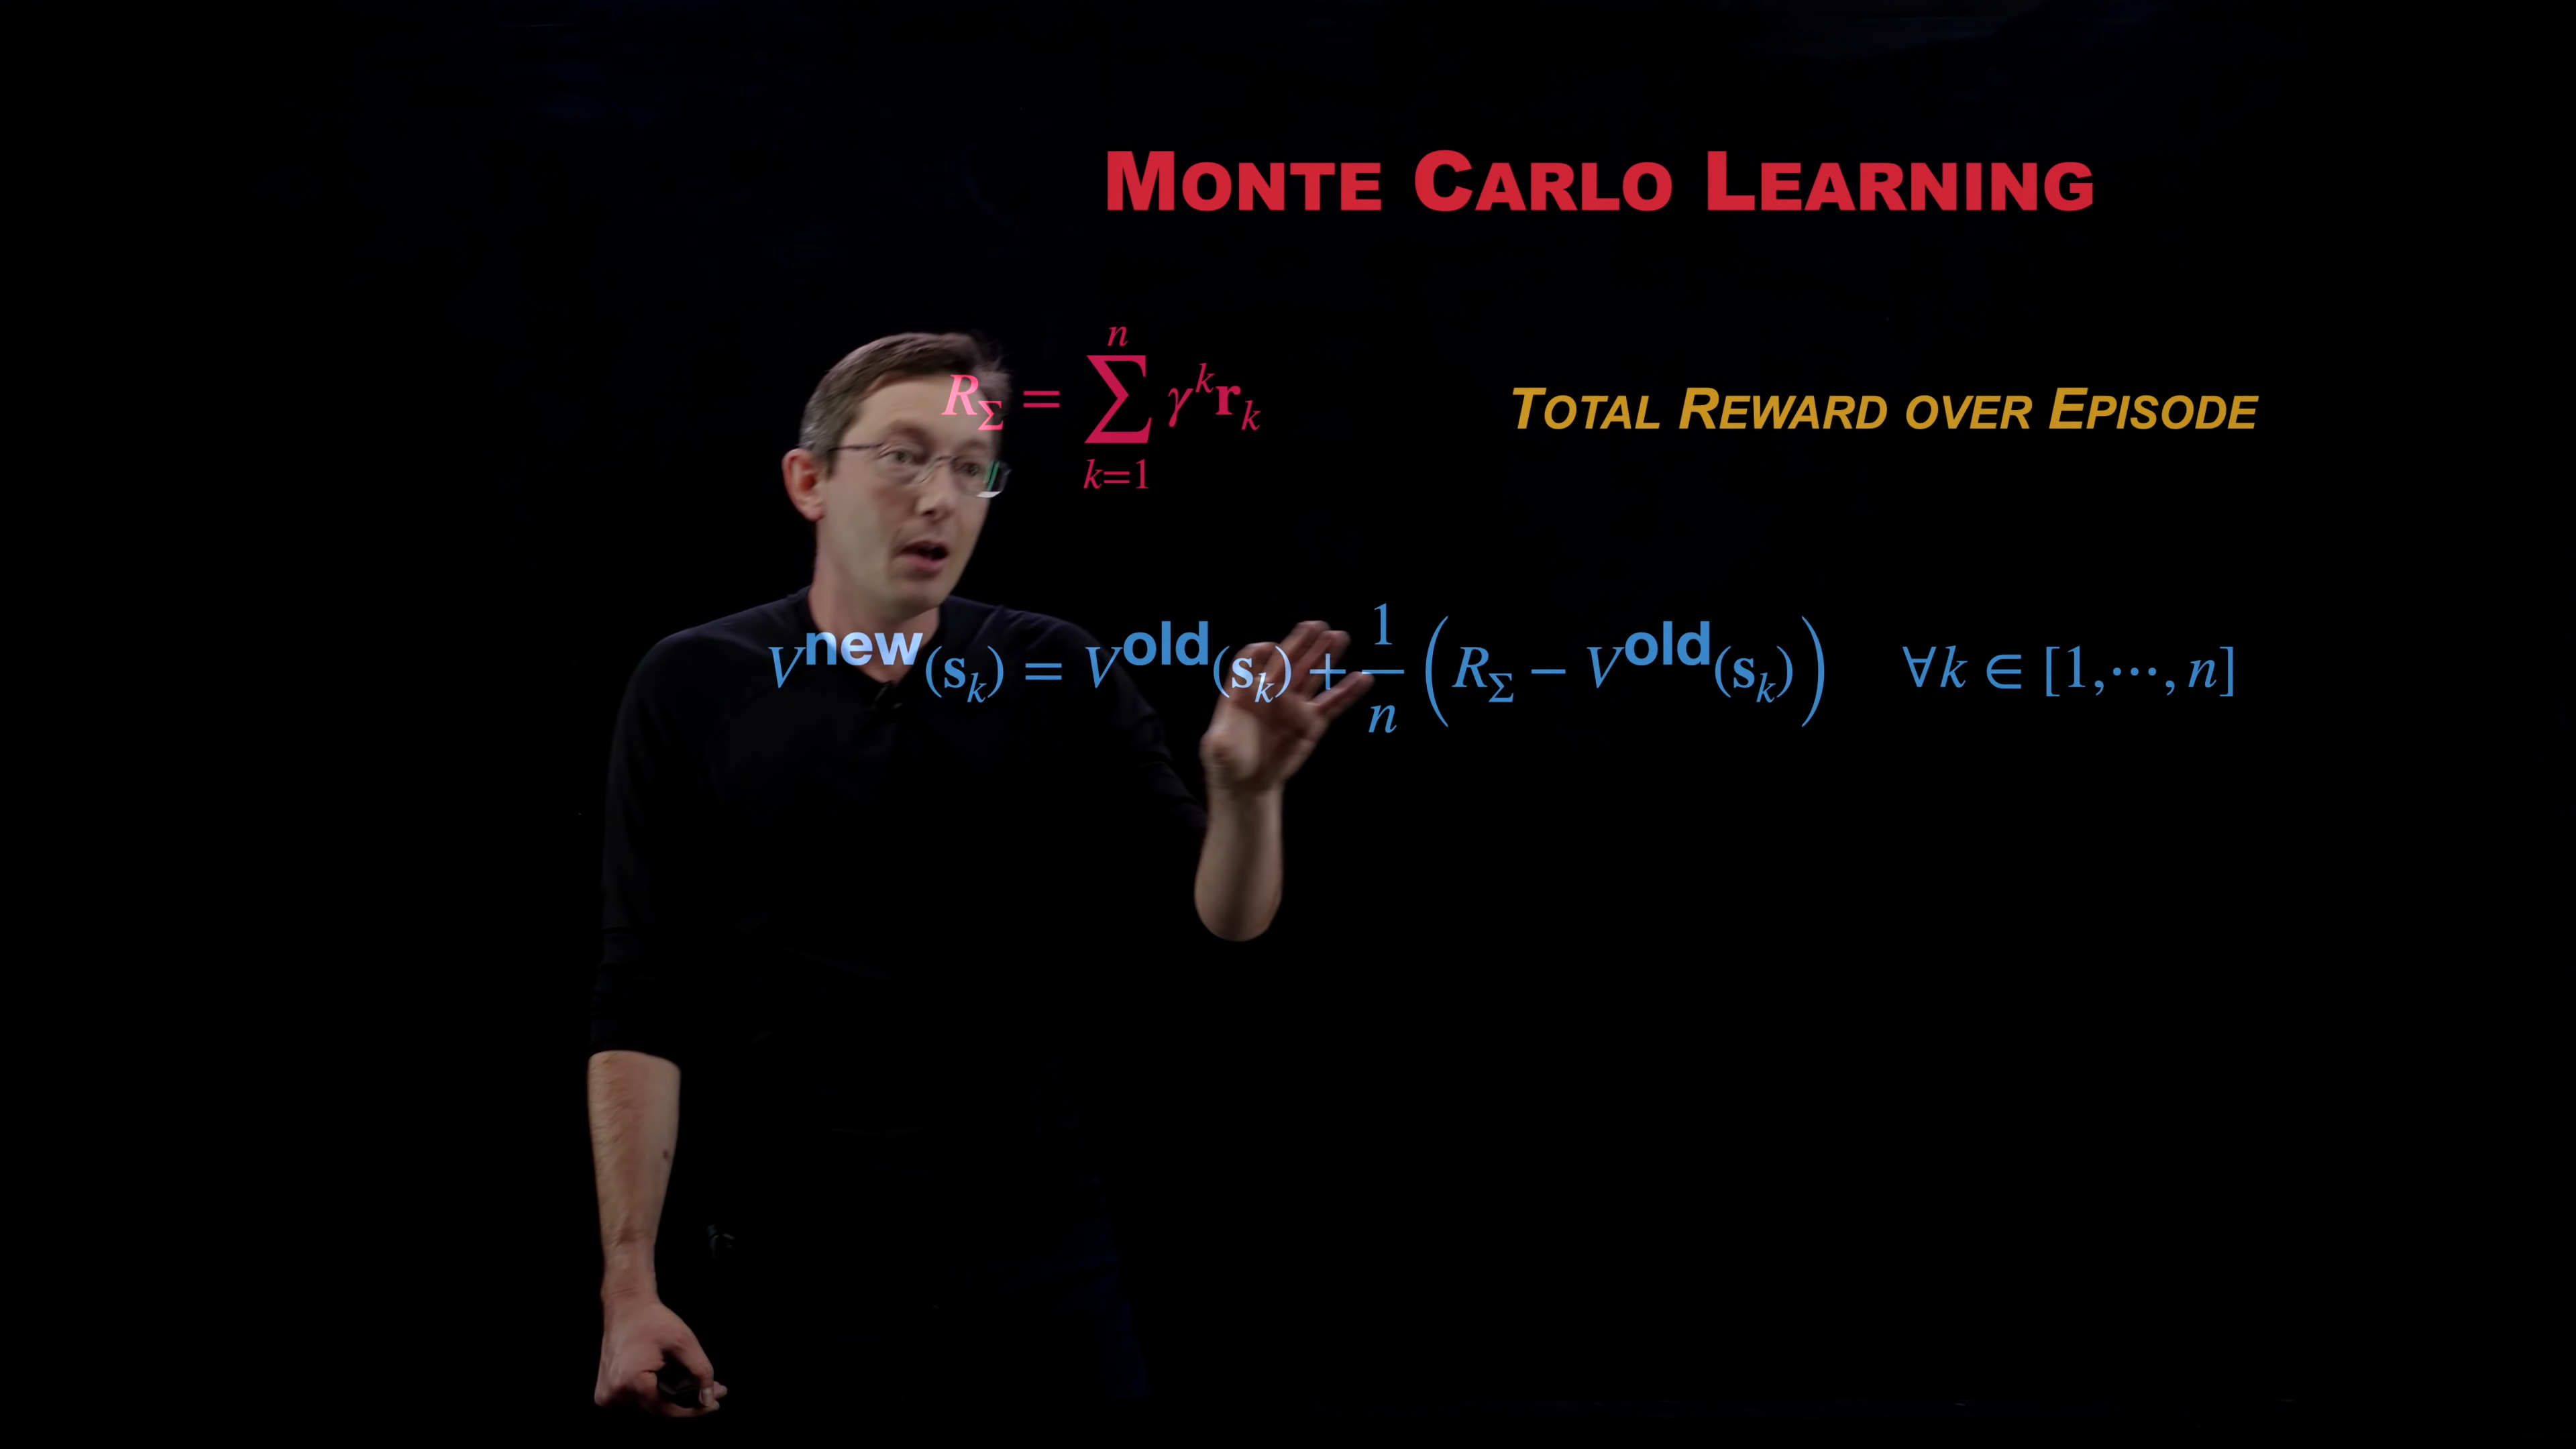 MONTE CARLO LEARNING
R_Σ = ∑_{k=1}^{n} γ^k r_k TOTAL REWARD OVER EPISODE
V^new(s_k) = V^old(s_k) + 1/n (R_Σ − V^old(s_k)) ∀k ∈ [1,⋯,n]